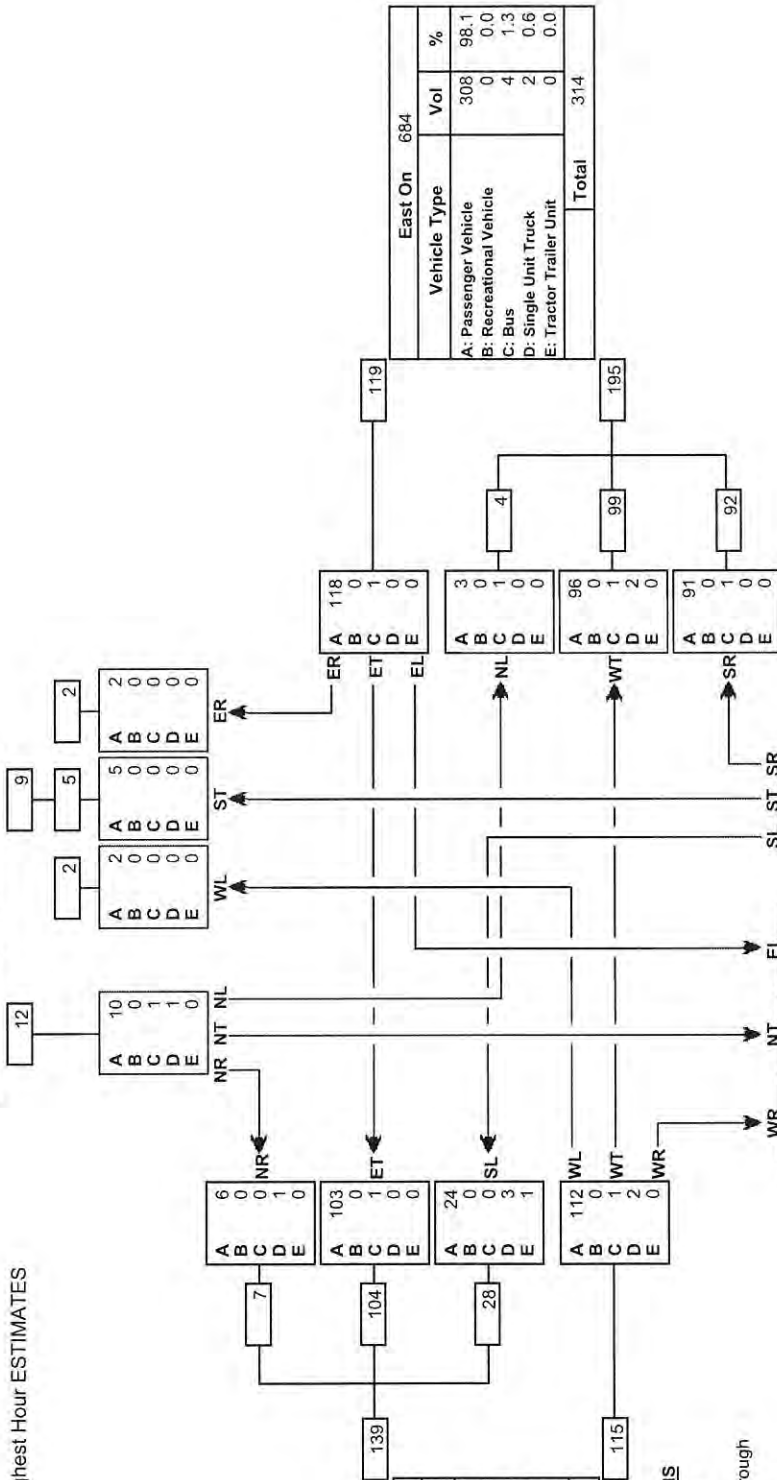 ghest Hour ESTIMATES
12
A 10
B 0
C 1
D 1
E 0
NR NT NL
2
A 2
B 0
C 0
D 0
E 0
WL
9
5
A 5
B 0
C 0
D 0
E 0
ST
2
A 2
B 0
C 0
D 0
E 0
ER
139
7
A 6
B 0
C 0
D 1
E 0
NR
104
A 103
B 0
C 1
D 0
E 0
ET
28
A 24
B 0
C 0
D 3
E 1
SL
115
A 112
B 0
C 1
D 2
E 0
WL
WT
WR
ER
ET
EL
A 118
B 0
C 1
D 0
E 0
119
NL
A 3
B 0
C 1
D 0
E 0
4
WT
A 96
B 0
C 1
D 2
E 0
99
SR
A 91
B 0
C 1
D 0
E 0
92
195
East On 684
Vehicle Type Vol %
A: Passenger Vehicle 308 98.1
B: Recreational Vehicle 0 0.0
C: Bus 4 1.3
D: Single Unit Truck 2 0.6
E: Tractor Trailer Unit 0 0.0
Total 314
WR NT EL SL ST SR
rough